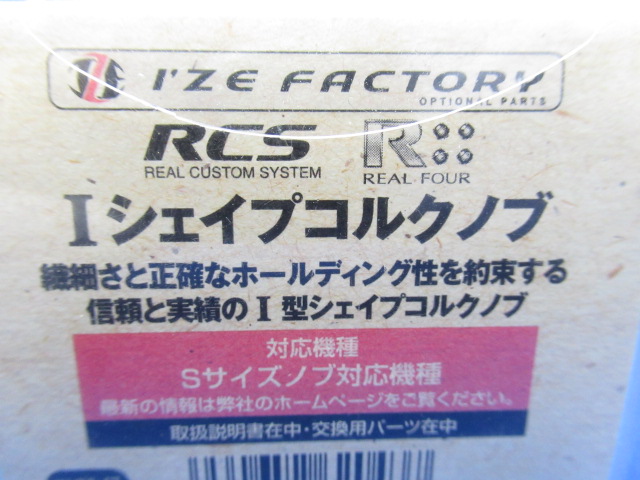 I'ZE FACTORY
OPTIONAL PARTS
RCS
REAL CUSTOM SYSTEM
R
REAL FOUR
Iシェイプコルクノブ
繊細さと正確なホールディング性を約束する
信頼と実績のI型シェイプコルクノブ
対応機種
Sサイズノブ対応機種
最新の情報は弊社のホームページをご覧ください。
取扱説明書在中・交換用パーツ在中